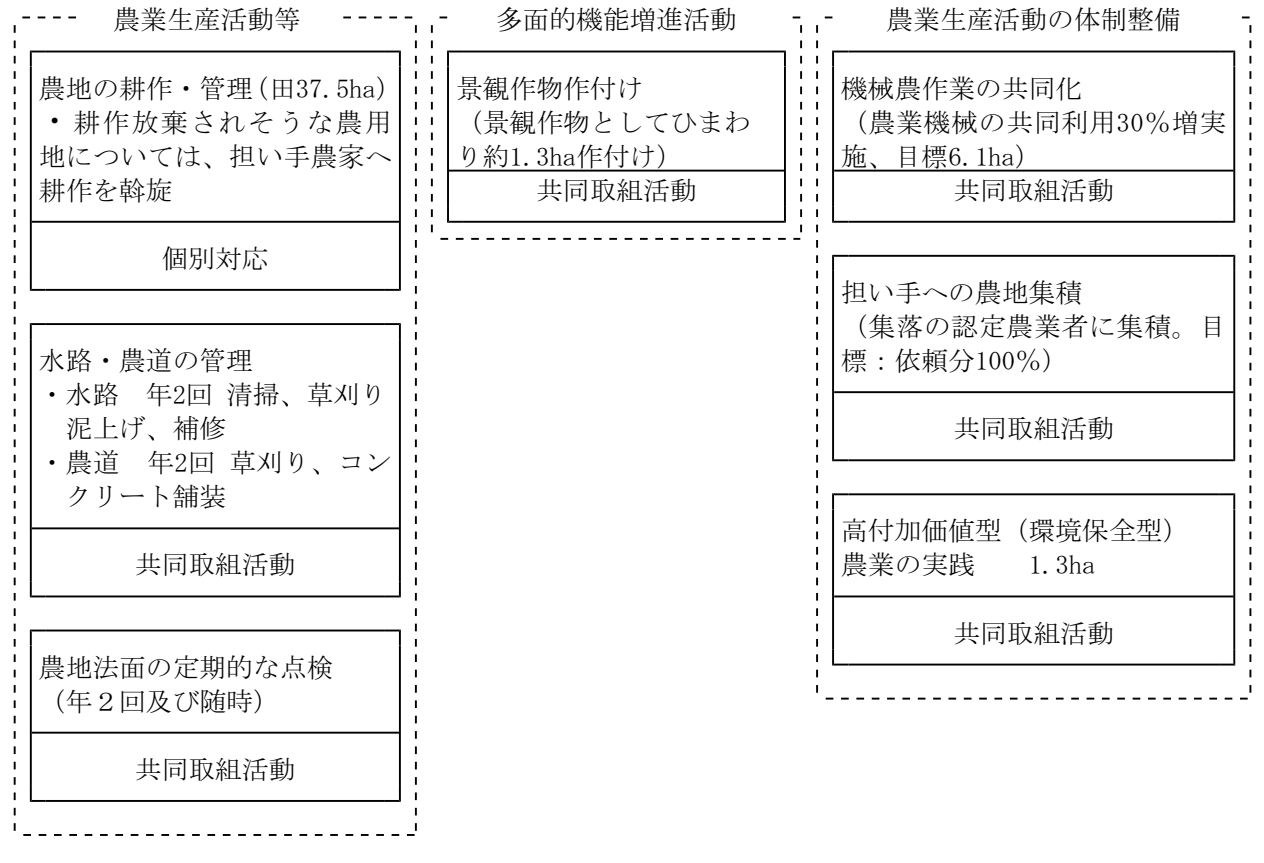 農業生産活動等
農地の耕作・管理(田37.5ha)
・耕作放棄されそうな農用
地については、担い手農家へ
耕作を斡旋
個別対応
水路・農道の管理
・水路　年2回 清掃、草刈り
泥上げ、補修
・農道　年2回 草刈り、コン
クリート舗装
共同取組活動
農地法面の定期的な点検
（年２回及び随時）
共同取組活動
多面的機能増進活動
景観作物作付け
（景観作物としてひまわ
り約1.3ha作付け）
共同取組活動
農業生産活動の体制整備
機械農作業の共同化
（農業機械の共同利用30％増実
施、目標6.1ha）
共同取組活動
担い手への農地集積
（集落の認定農業者に集積。目
標：依頼分100％）
共同取組活動
高付加価値型（環境保全型）
農業の実践　　1.3ha
共同取組活動